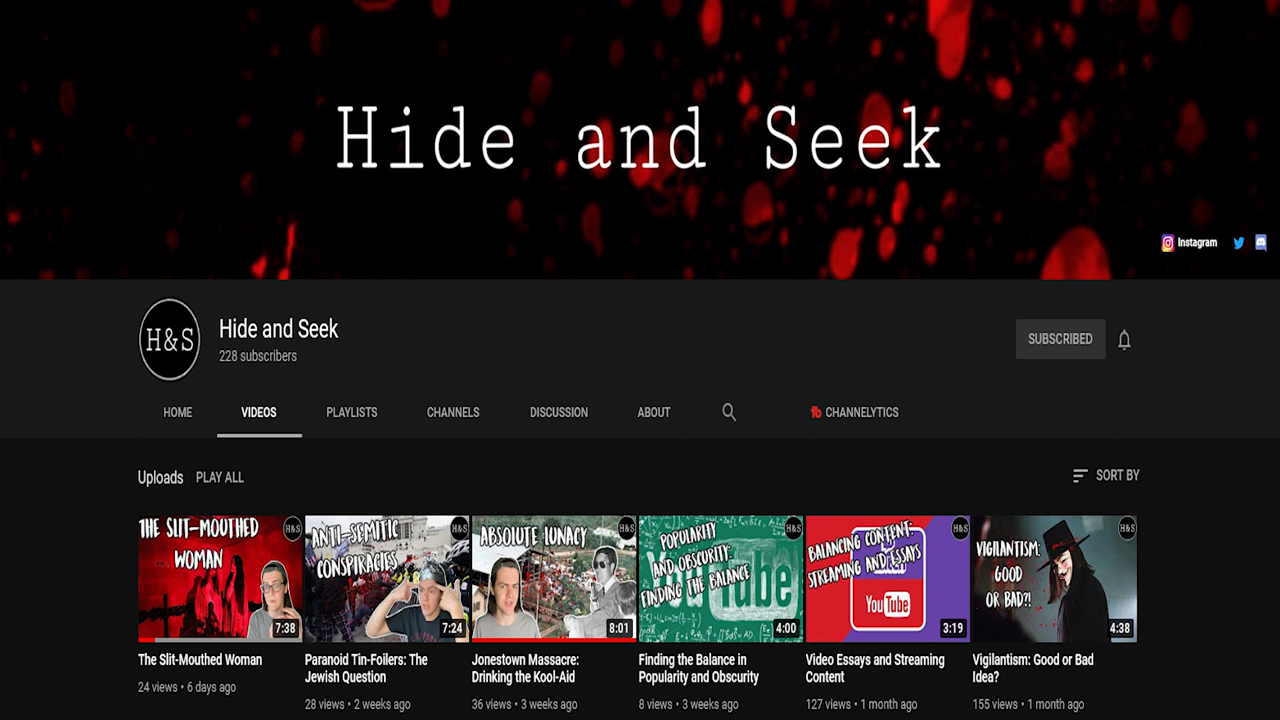 Hide and Seek
Instagram
H&S
Hide and Seek
228 subscribers
SUBSCRIBED
HOME
VIDEOS
PLAYLISTS
CHANNELS
DISCUSSION
ABOUT
CHANNELYTICS
Uploads
PLAY ALL
SORT BY
THE SLIT-MOUTHED
WOMAN
H&S
7:38
The Slit-Mouthed Woman
24 views • 6 days ago
ANTI-SEMITIC
CONSPIRACIES
H&S
7:24
Paranoid Tin-Foilers: The
Jewish Question
28 views • 2 weeks ago
ABSOLUTE LUNACY
H&S
8:01
Jonestown Massacre:
Drinking the Kool-Aid
36 views • 3 weeks ago
POPULARITY
AND OBSCURITY:
FINDING THE BALANCE
YouTube
H&S
4:00
Finding the Balance in
Popularity and Obscurity
8 views • 3 weeks ago
BALANCING CONTENT:
STREAMING AND ESSAYS
YouTube
H&S
3:19
Video Essays and Streaming
Content
127 views • 1 month ago
VIGILANTISM:
GOOD
OR BAD?!
H&S
4:38
Vigilantism: Good or Bad
Idea?
155 views • 1 month ago